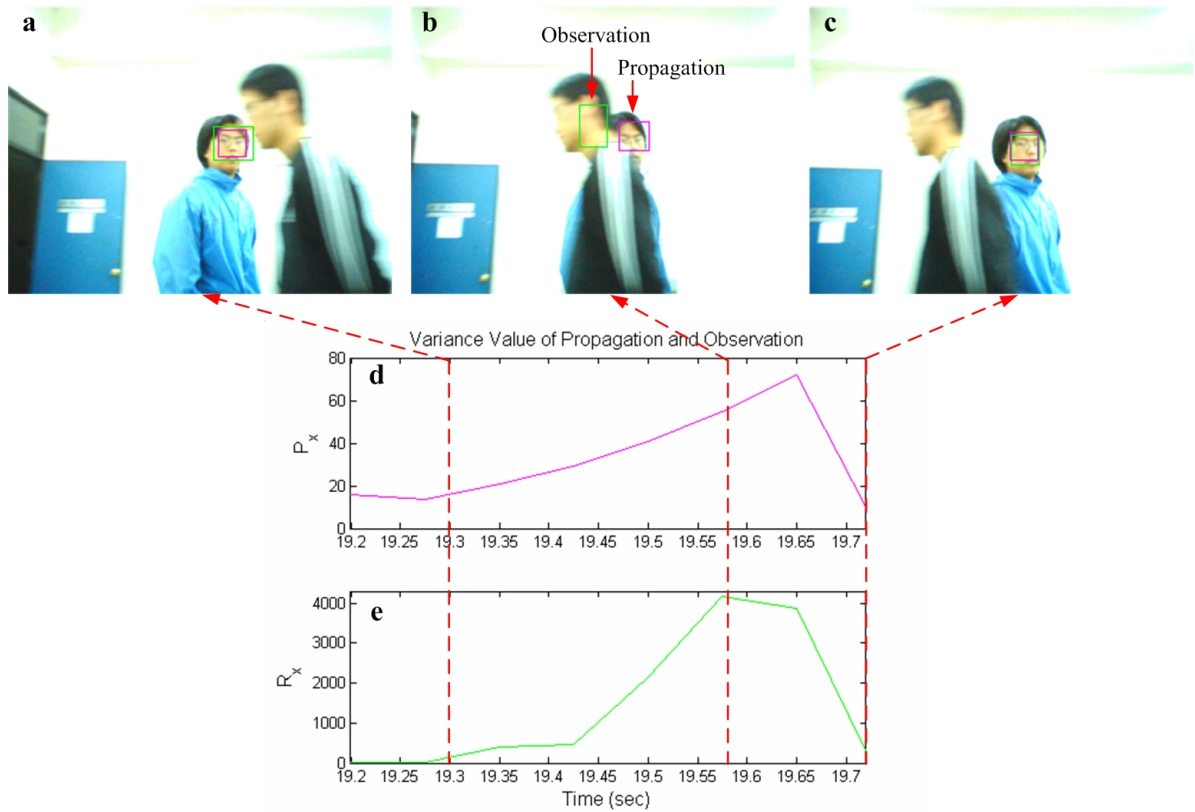 a
b
c
Observation
Propagation
Variance Value of Propagation and Observation
d
80
60
40
20
0
P_x
19.2 19.25 19.3 19.35 19.4 19.45 19.5 19.55 19.6 19.65 19.7
e
4000
3000
2000
1000
0
R_x
19.2 19.25 19.3 19.35 19.4 19.45 19.5 19.55 19.6 19.65 19.7
Time (sec)